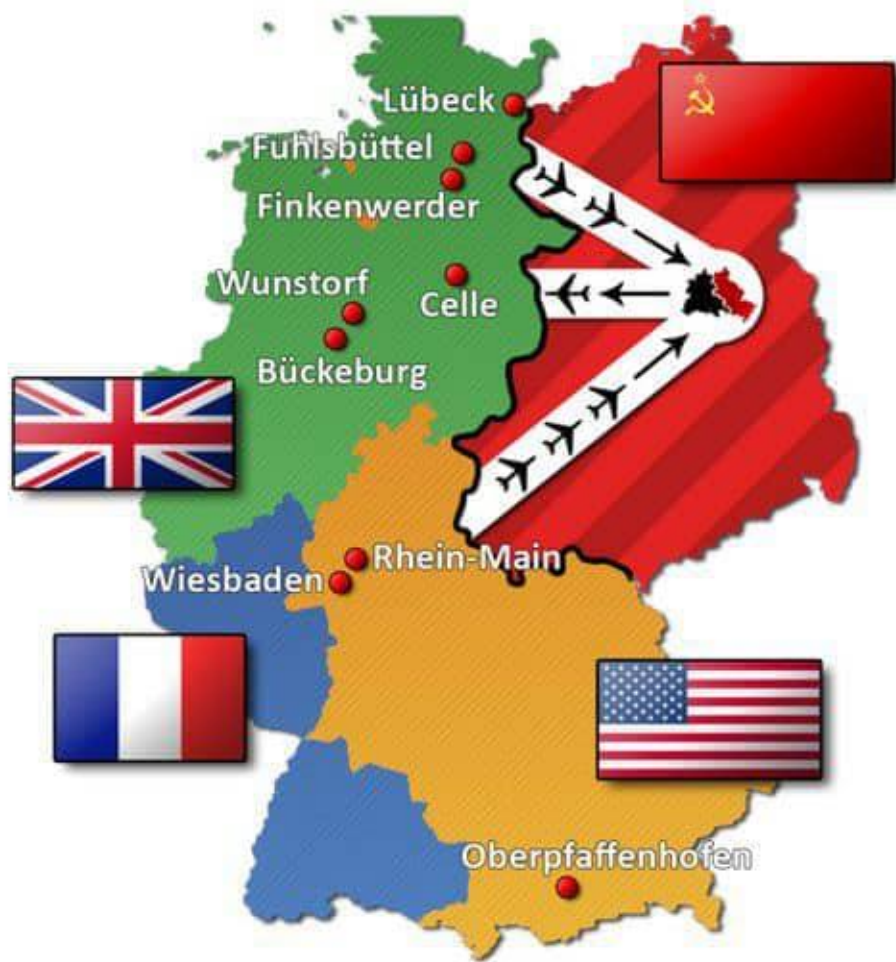 Lübeck
Fuhlsbüttel
Finkenwerder
Wunstorf
Celle
Bückeburg
Rhein-Main
Wiesbaden
Oberpfaffenhofen